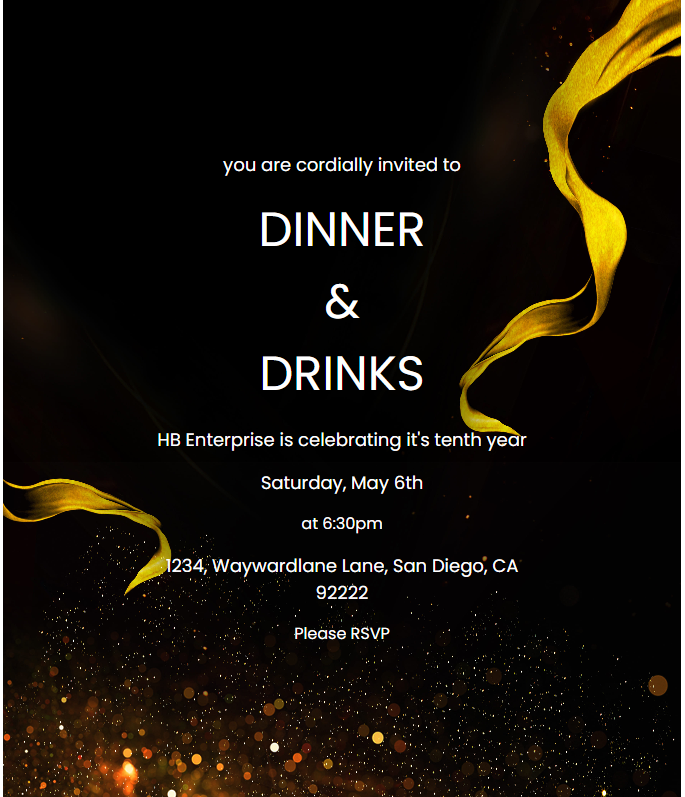 you are cordially invited to
DINNER
&
DRINKS
HB Enterprise is celebrating it's tenth year
Saturday, May 6th
at 6:30pm
1234, Waywardlane Lane, San Diego, CA
92222
Please RSVP